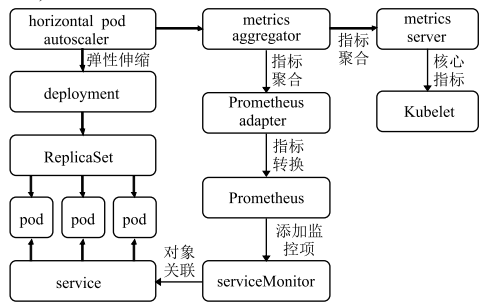 horizontal pod
autoscaler
metrics
aggregator
metrics
server
指标
聚合
弹性伸缩
指标
聚合
核心
指标
deployment
Prometheus
adapter
Kubelet
ReplicaSet
指标
转换
Prometheus
pod
pod
pod
添加监
控项
对象
关联
service
serviceMonitor